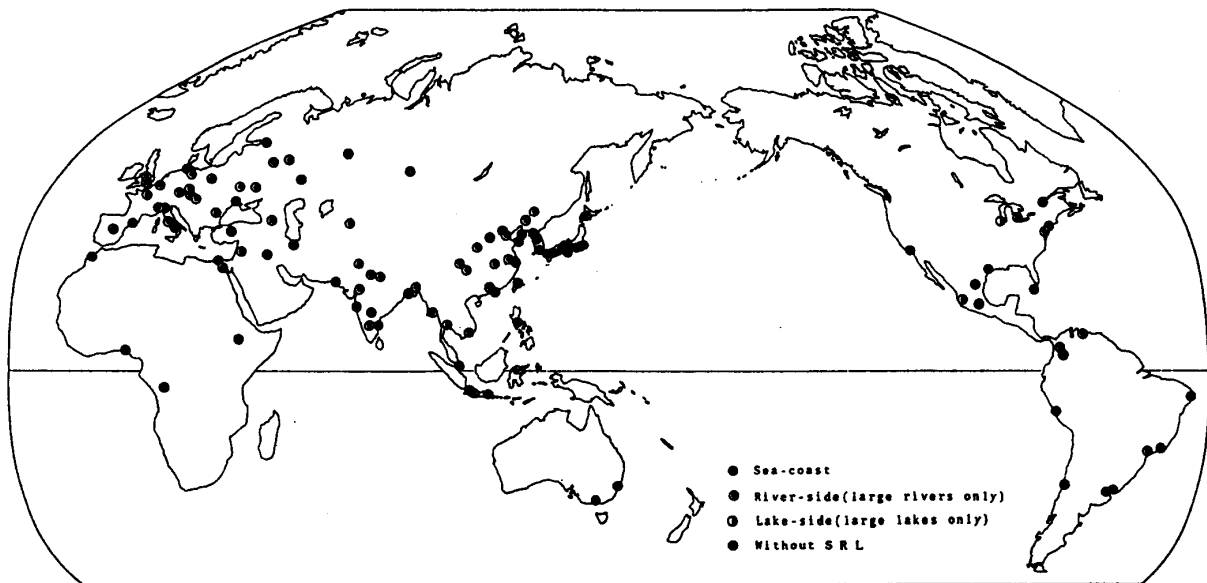 Sea-coast
River-side(large rivers only)
Lake-side(large lakes only)
Without S R L